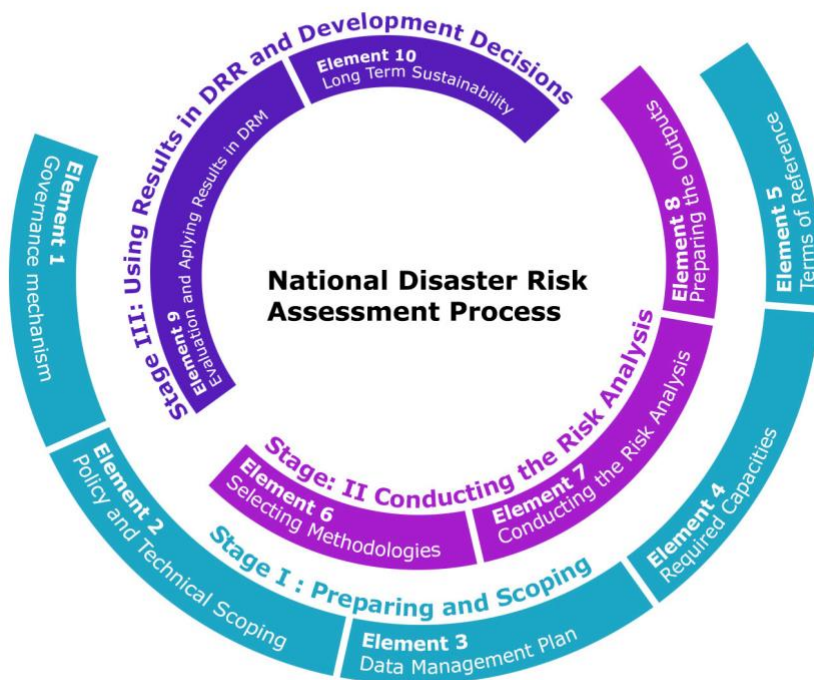 National Disaster Risk
Assessment Process
Stage I : Preparing and Scoping
Element 1
Governance mechanism
Element 2
Policy and Technical Scoping
Element 3
Data Management Plan
Element 4
Required Capacities
Element 5
Terms of Reference
Stage: II Conducting the Risk Analysis
Element 6
Selecting Methodologies
Element 7
Conducting the Risk Analysis
Element 8
Preparing the Outputs
Stage III: Using Results in DRR and Development Decisions
Element 9
Evaluation and Aplying Results in DRM
Element 10
Long Term Sustainability